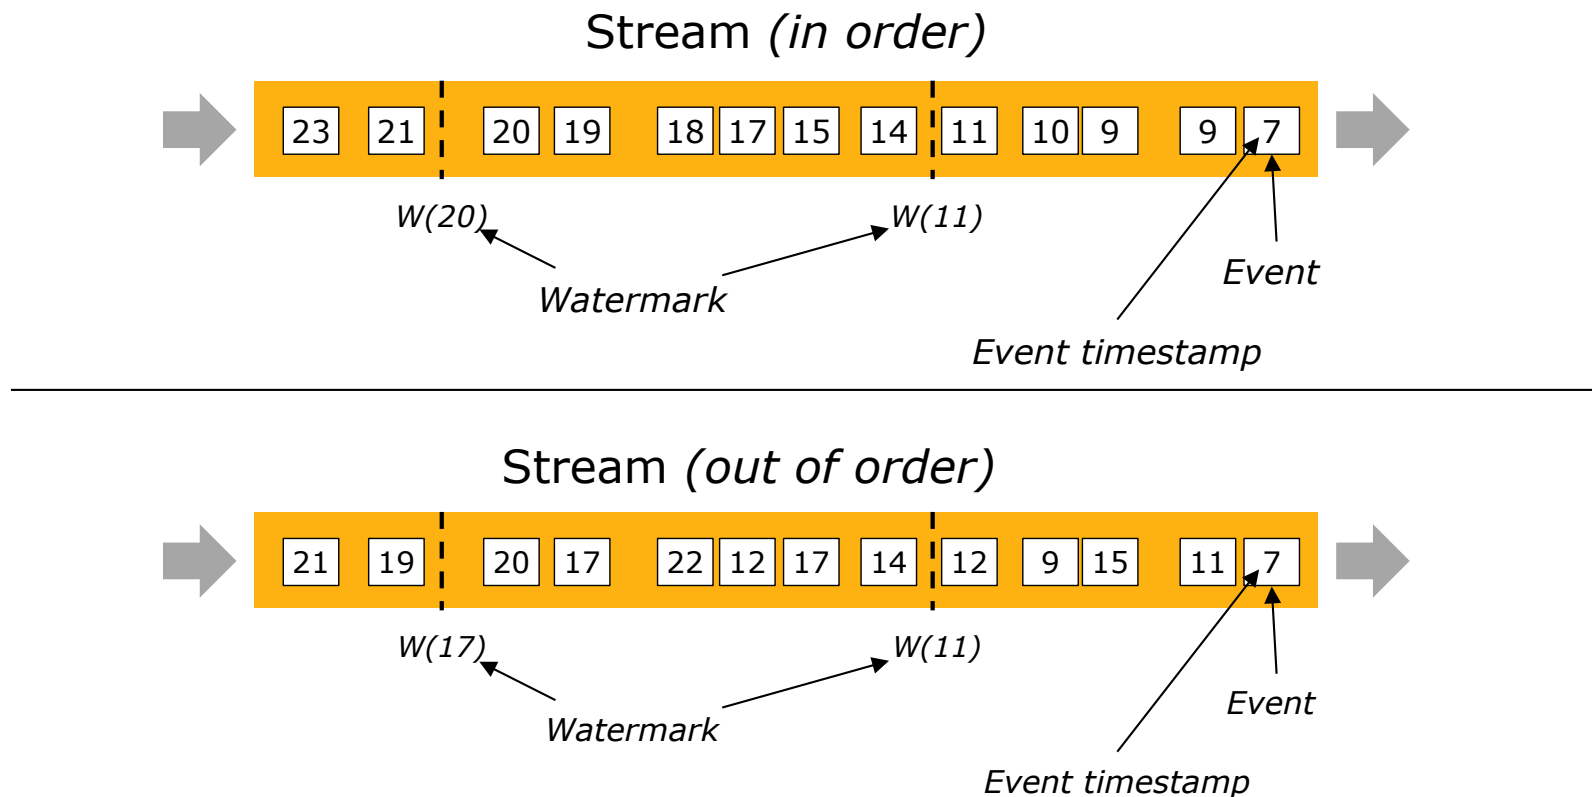 Stream (in order)
23 21 20 19 18 17 15 14 11 10 9 9 7
W(20) W(11)
Event
Watermark
Event timestamp
Stream (out of order)
21 19 20 17 22 12 17 14 12 9 15 11 7
W(17) W(11)
Event
Watermark
Event timestamp